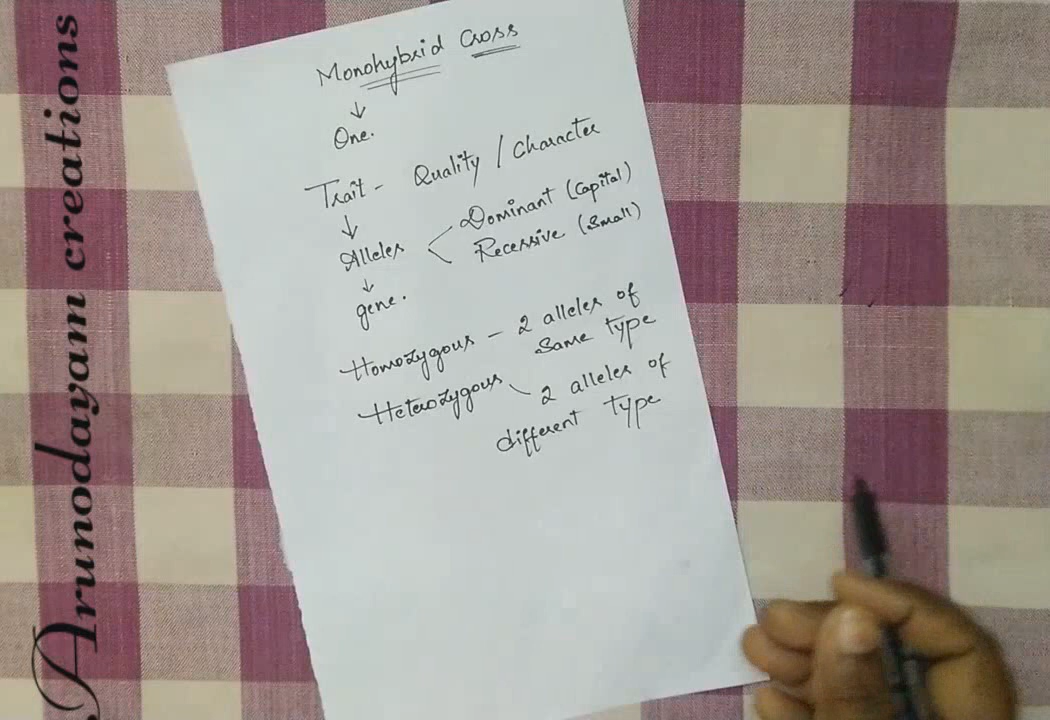 Monohybrid Cross
↓
One.
Trait - Quality / Character
↓
Alleles < Dominant (Capital)
Recessive (Small)
↓
gene.
Homozygous - 2 alleles of
Same type
Heterozygous - 2 alleles of
different type
Arunodayam creations